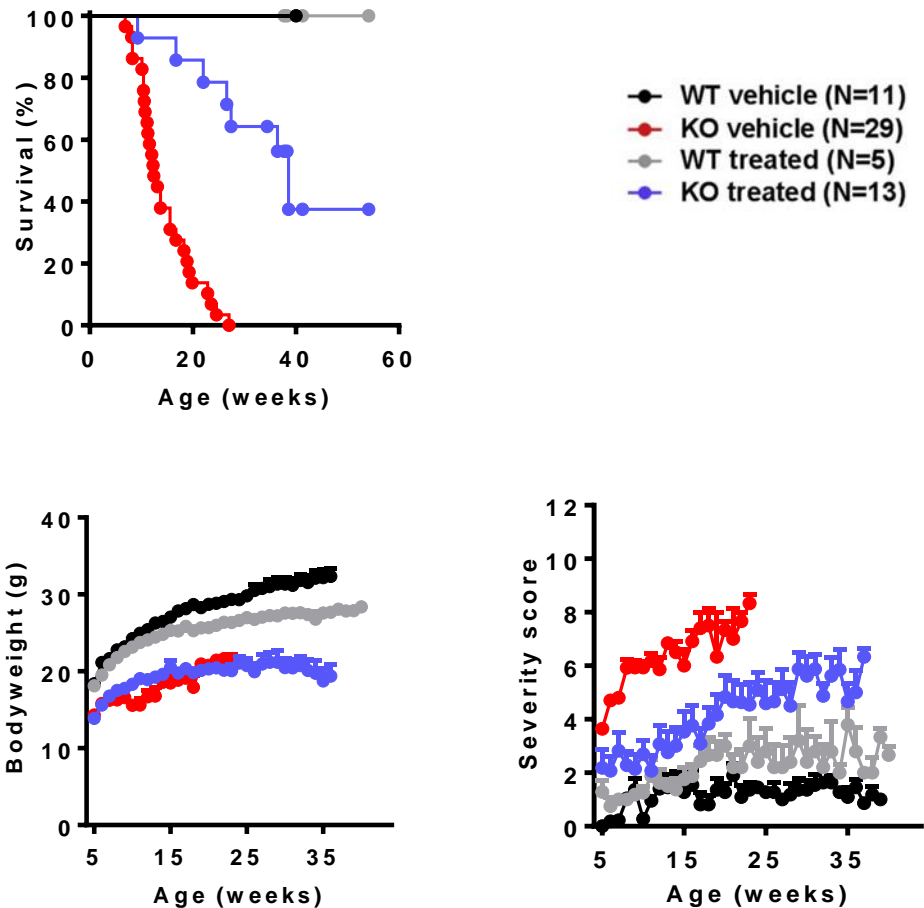 100
80
60
40
20
0
Survival (%)
0 20 40 60
Age (weeks)
WT vehicle (N=11)
KO vehicle (N=29)
WT treated (N=5)
KO treated (N=13)
40
30
20
10
0
Bodyweight (g)
5 15 25 35
Age (weeks)
12
10
8
6
4
2
0
Severity score
5 15 25 35
Age (weeks)